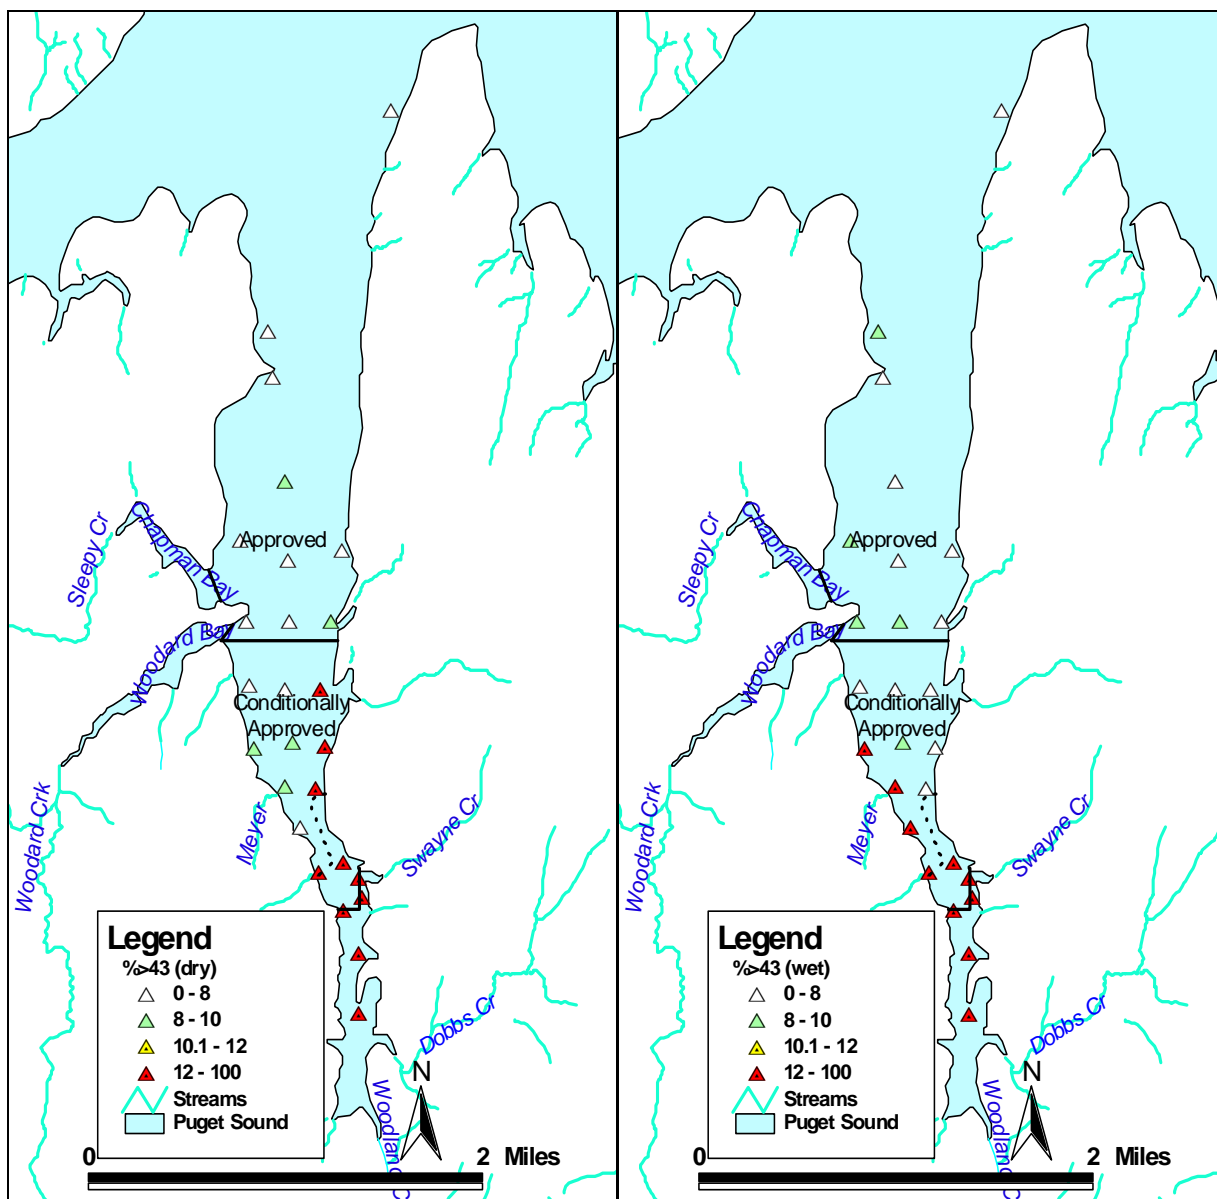 Sleepy Cr
Chapman Bay
Approved
Woodard Bay
Conditionally
Approved
Woodard Crk
Meyer
Swayne Cr
Legend
%>43 (dry)
0 - 8
8 - 10
10.1 - 12
12 - 100
Streams
Puget Sound
Dobbs Cr
N
Woodland C
0
2 Miles
Sleepy Cr
Chapman Bay
Approved
Woodard Bay
Conditionally
Approved
Woodard Crk
Meyer
Swayne Cr
Legend
%>43 (wet)
0 - 8
8 - 10
10.1 - 12
12 - 100
Streams
Puget Sound
Dobbs Cr
N
Woodland C
0
2 Miles